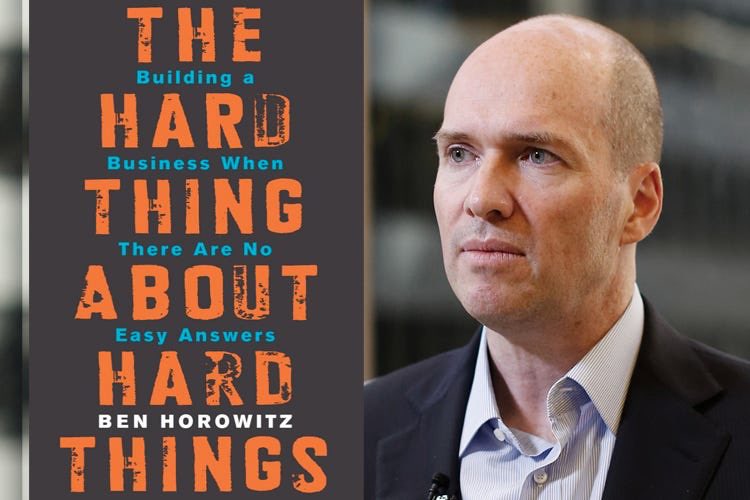 THE
Building a
HARD
Business When
THING
There Are No
ABOUT
Easy Answers
HARD
BEN HOROWITZ
THINGS